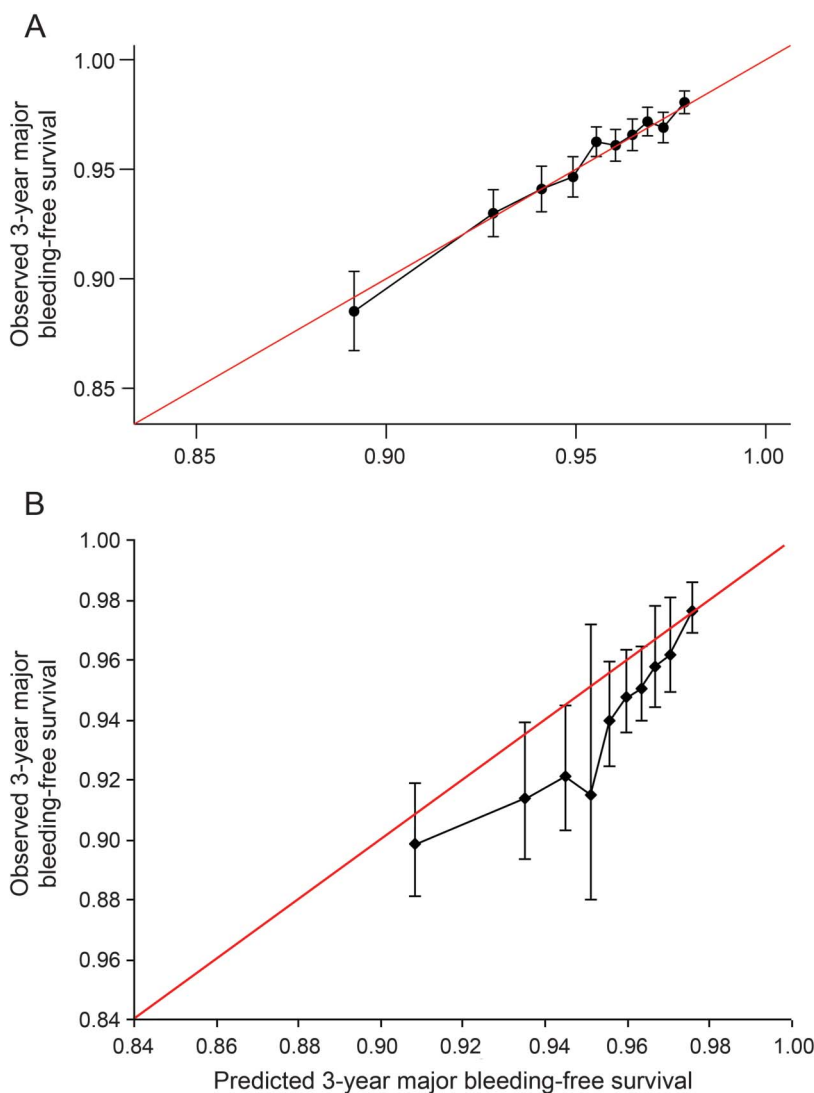 A
Observed 3-year major
bleeding-free survival
1.00
0.95
0.90
0.85
0.85 0.90 0.95 1.00
B
Observed 3-year major
bleeding-free survival
1.00
0.98
0.96
0.94
0.92
0.90
0.88
0.96
0.84
0.84 0.86 0.88 0.90 0.92 0.94 0.96 0.98 1.00
Predicted 3-year major bleeding-free survival